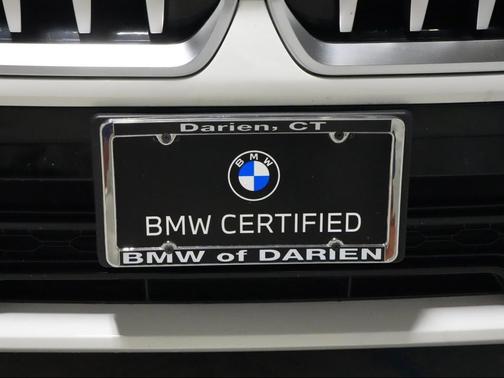 Darien, CT
BMW
BMW CERTIFIED
BMW of DARIEN